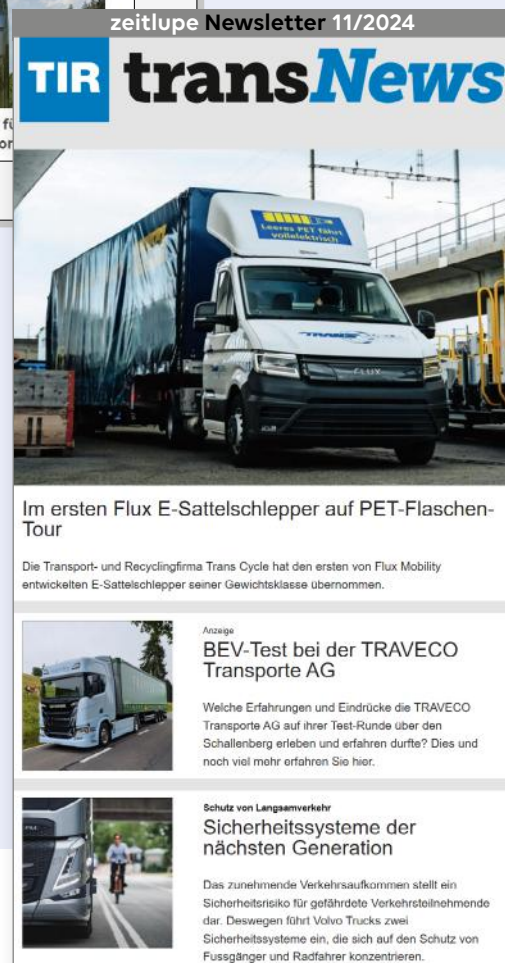 zeitlupe Newsletter 11/2024
TIR transNews
Leeres PET fährt
vollelektrisch
FLUX
Im ersten Flux E-Sattelschlepper auf PET-Flaschen-
Tour
Die Transport- und Recyclingfirma Trans Cycle hat den ersten von Flux Mobility
entwickelten E-Sattelschlepper seiner Gewichtsklasse übernommen.
Anzeige
BEV-Test bei der TRAVECO
Transporte AG
Welche Erfahrungen und Eindrücke die TRAVECO
Transporte AG auf ihrer Test-Runde über den
Schallenberg erleben und erfahren durfte? Dies und
noch viel mehr erfahren Sie hier.
Schutz von Langsamverkehr
Sicherheitssysteme der
nächsten Generation
Das zunehmende Verkehrsaufkommen stellt ein
Sicherheitsrisiko für gefährdete Verkehrsteilnehmende
dar. Deswegen führt Volvo Trucks zwei
Sicherheitssysteme ein, die sich auf den Schutz von
Fussgänger und Radfahrer konzentrieren.